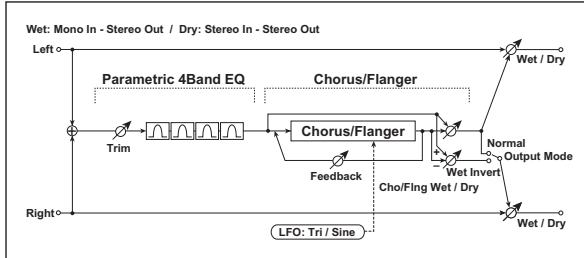 Wet: Mono In - Stereo Out / Dry: Stereo In - Stereo Out
Left
Wet / Dry
Parametric 4Band EQ
Chorus/Flanger
Chorus/Flanger
Trim
Feedback
+
−
Normal
Output Mode
Wet Invert
Cho/Flng Wet / Dry
Right
Wet / Dry
LFO: Tri / Sine